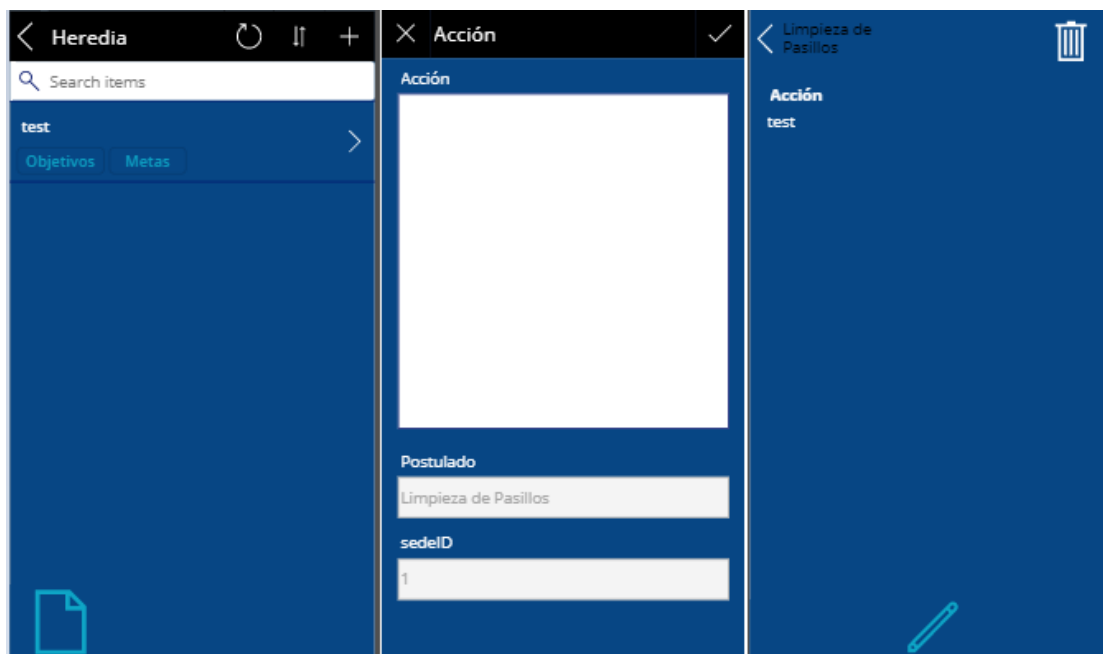 Heredia
Search items
test
Objetivos Metas
Acción
Acción
Postulado
Limpieza de Pasillos
sedeID
1
Limpieza de
Pasillos
Acción
test